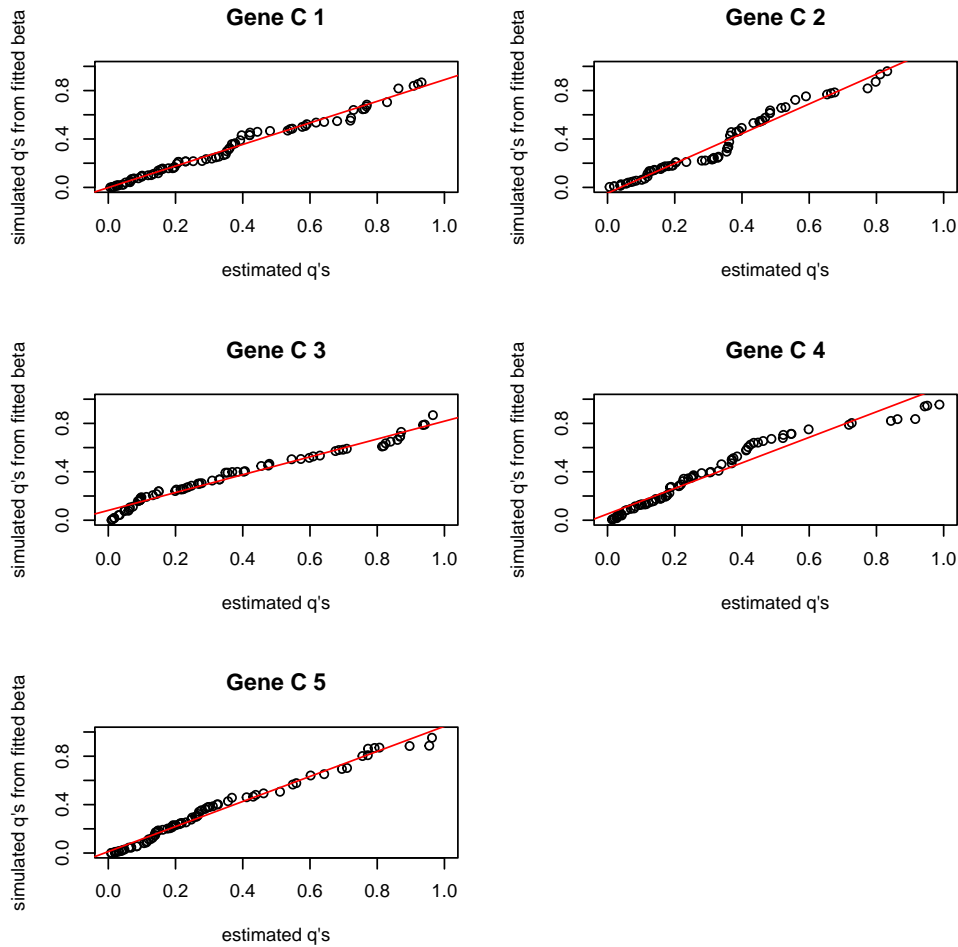 Gene C 1
simulated q's from fitted beta
0.0 0.4 0.8
0.0 0.2 0.4 0.6 0.8 1.0
estimated q's
Gene C 2
simulated q's from fitted beta
0.0 0.4 0.8
0.0 0.2 0.4 0.6 0.8 1.0
estimated q's
Gene C 3
simulated q's from fitted beta
0.0 0.4 0.8
0.0 0.2 0.4 0.6 0.8 1.0
estimated q's
Gene C 4
simulated q's from fitted beta
0.0 0.4 0.8
0.0 0.2 0.4 0.6 0.8 1.0
estimated q's
Gene C 5
simulated q's from fitted beta
0.0 0.4 0.8
0.0 0.2 0.4 0.6 0.8 1.0
estimated q's